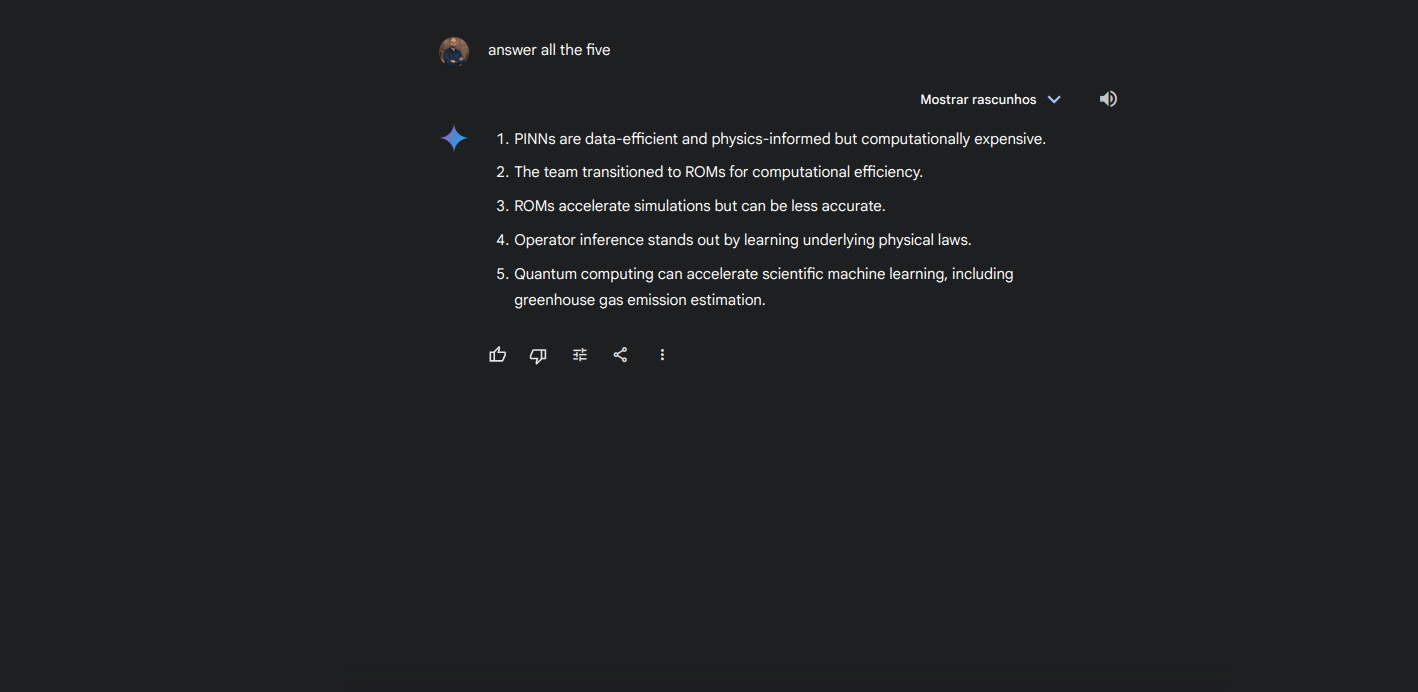 answer all the five
Mostrar rascunhos
1. PINNs are data-efficient and physics-informed but computationally expensive.
2. The team transitioned to ROMs for computational efficiency.
3. ROMs accelerate simulations but can be less accurate.
4. Operator inference stands out by learning underlying physical laws.
5. Quantum computing can accelerate scientific machine learning, including
greenhouse gas emission estimation.